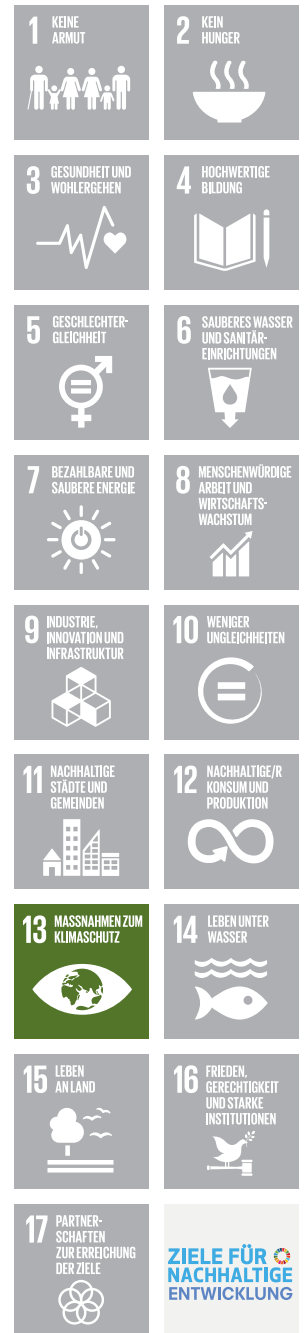 1 KEINE
ARMUT
2 KEIN
HUNGER
3 GESUNDHEIT UND
WOHLERGEHEN
4 HOCHWERTIGE
BILDUNG
5 GESCHLECHTER-
GLEICHHEIT
6 SAUBERES WASSER
UND SANITÄR-
EINRICHTUNGEN
7 BEZAHLBARE UND
SAUBERE ENERGIE
8 MENSCHENWÜRDIGE
ARBEIT UND
WIRTSCHAFTS-
WACHSTUM
9 INDUSTRIE,
INNOVATION UND
INFRASTRUKTUR
10 WENIGER
UNGLEICHHEITEN
11 NACHHALTIGE
STÄDTE UND
GEMEINDEN
12 NACHHALTIGE/R
KONSUM UND
PRODUKTION
13 MASSNAHMEN ZUM
KLIMASCHUTZ
14 LEBEN UNTER
WASSER
15 LEBEN
AN LAND
16 FRIEDEN,
GERECHTIGKEIT
UND STARKE
INSTITUTIONEN
17 PARTNER-
SCHAFTEN
ZUR ERREICHUNG
DER ZIELE
ZIELE FÜR
NACHHALTIGE
ENTWICKLUNG